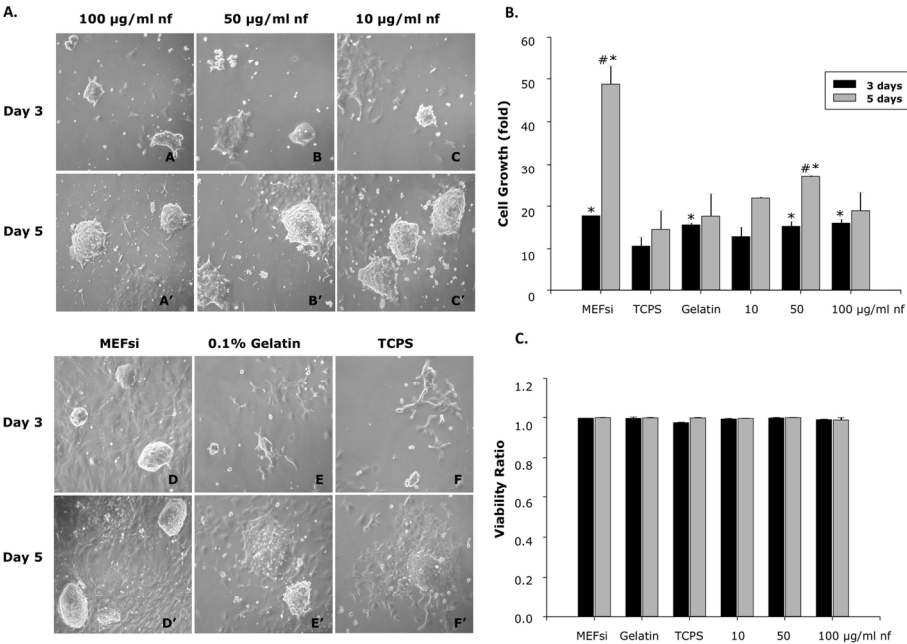 A.
100 µg/ml nf 50 µg/ml nf 10 µg/ml nf
Day 3
A B C
Day 5
A′ B′ C′
MEFsi 0.1% Gelatin TCPS
Day 3
D E F
Day 5
D′ E′ F′
B.
Cell Growth (fold)
60
50
40
30
20
10
0
3 days
5 days
* #* * * #* *
MEFsi TCPS Gelatin 10 50 100 µg/ml nf
C.
Viability Ratio
1.2
1.0
0.8
0.6
0.4
0.2
0.0
MEFsi Gelatin TCPS 10 50 100 µg/ml nf